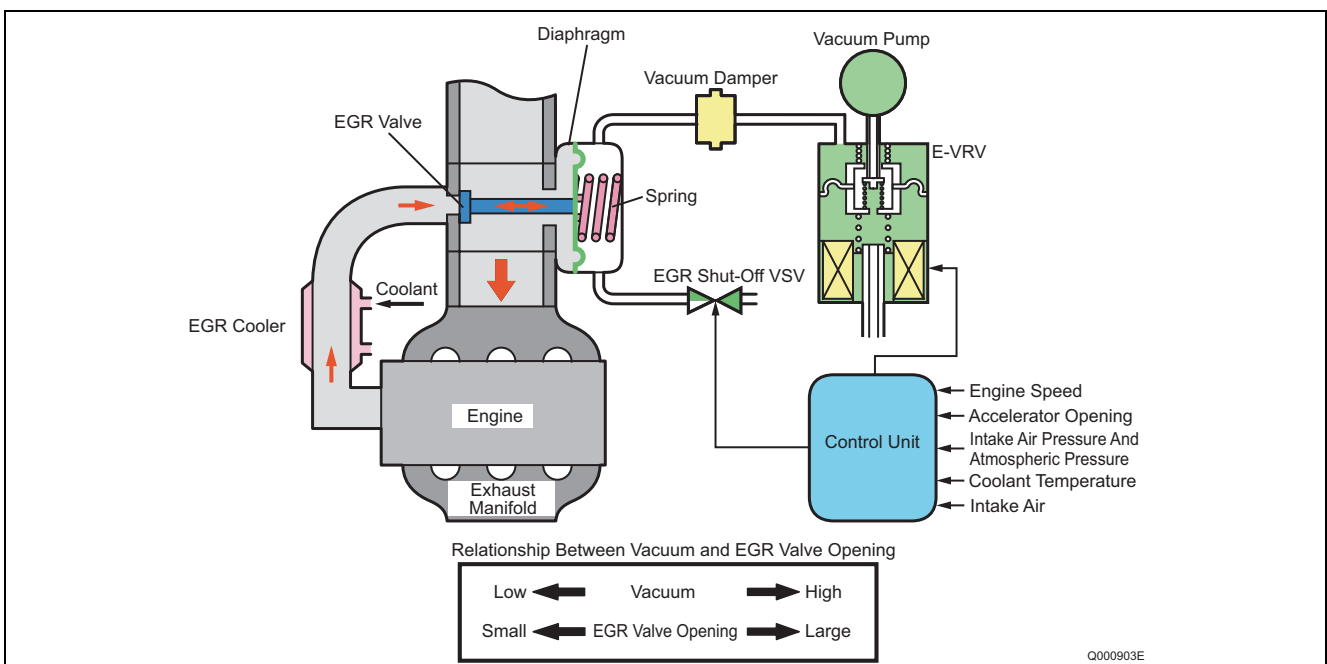 Diaphragm
Vacuum Pump
Vacuum Damper
EGR Valve
E-VRV
Spring
EGR Shut-Off VSV
Coolant
EGR Cooler
Engine
Control Unit
Engine Speed
Accelerator Opening
Intake Air Pressure And
Atmospheric Pressure
Coolant Temperature
Intake Air
Exhaust
Manifold
Relationship Between Vacuum and EGR Valve Opening
Low Vacuum High
Small EGR Valve Opening Large
Q000903E